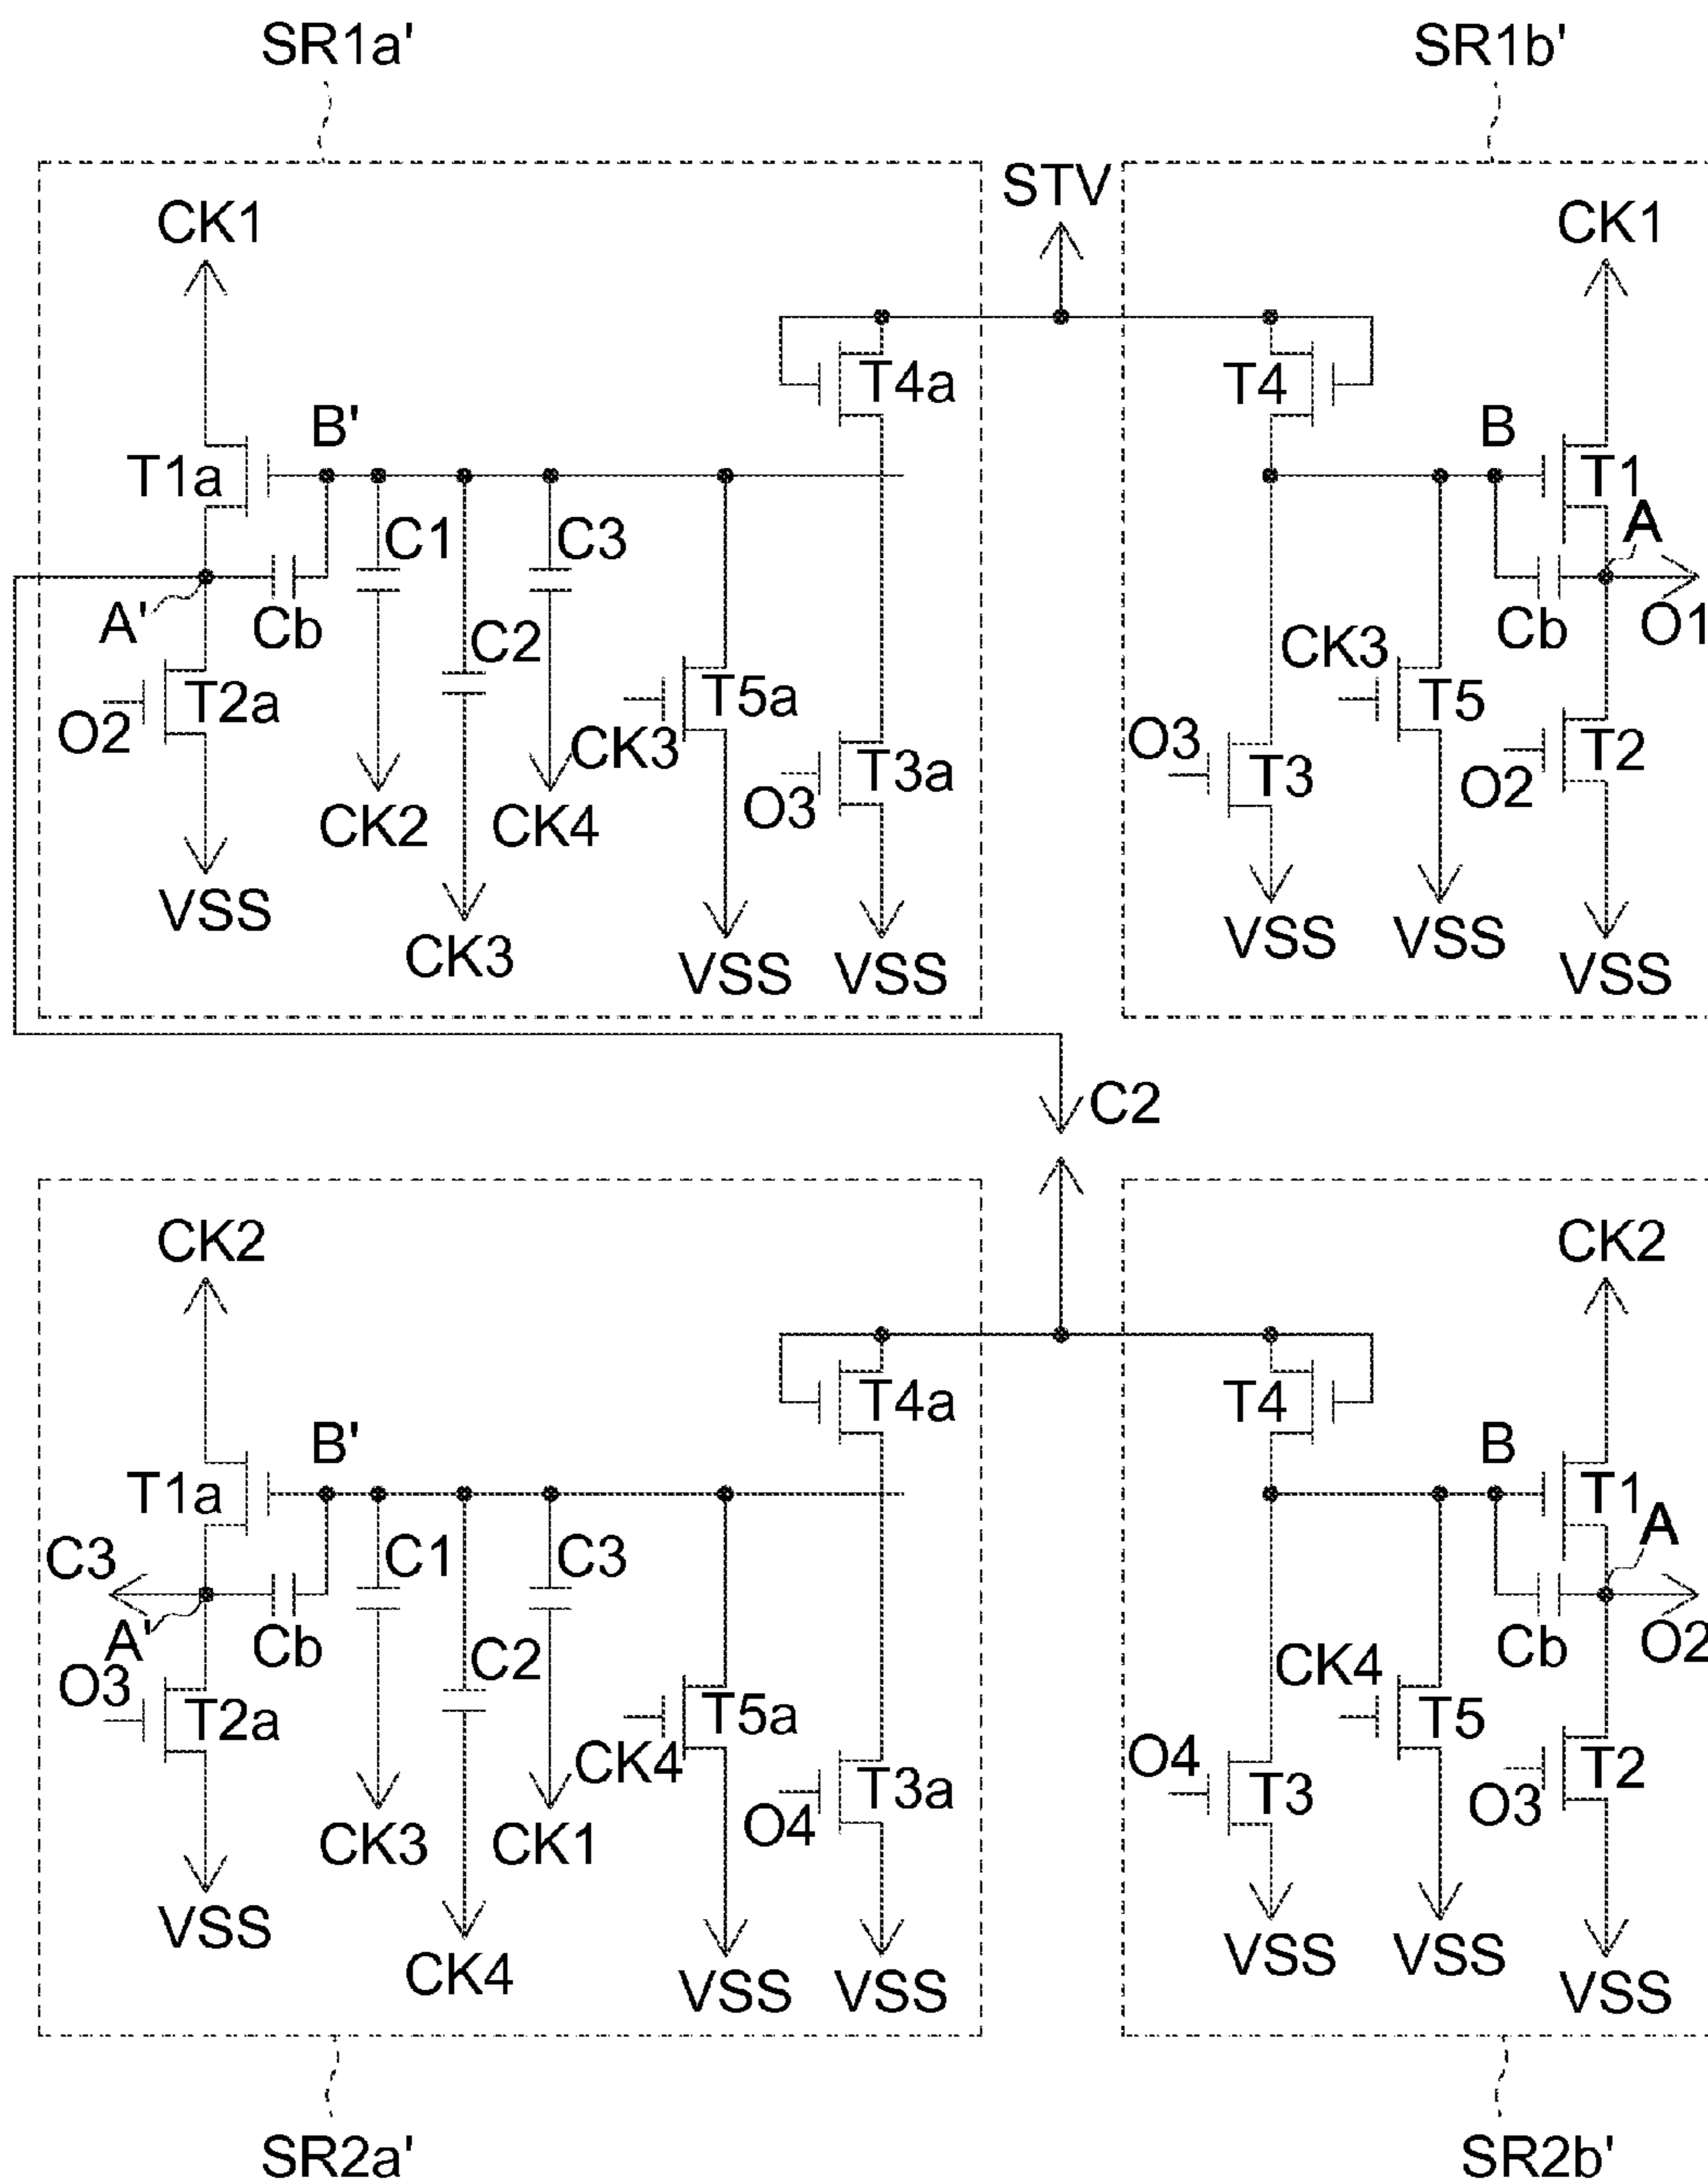 SR1a'
SR1b'
STV
CK1
CK1
T4a
T4
B'
B
T1a
T1
C1
C3
A
A'
Cb
C2
CK3
Cb
O1
O2
T2a
CK3
T5a
T5
O3
T3a
O3
T3
O2
T2
CK2
CK4
VSS
CK3
VSS
VSS
VSS
VSS
VSS
C2
CK2
CK2
T4a
T4
B'
B
T1a
T1
C3
C1
C3
A
A'
Cb
C2
CK4
Cb
O2
O3
T2a
CK4
T5a
T5
O4
T3a
O4
T3
O3
T2
CK3
CK1
VSS
CK4
VSS
VSS
VSS
VSS
VSS
SR2a'
SR2b'